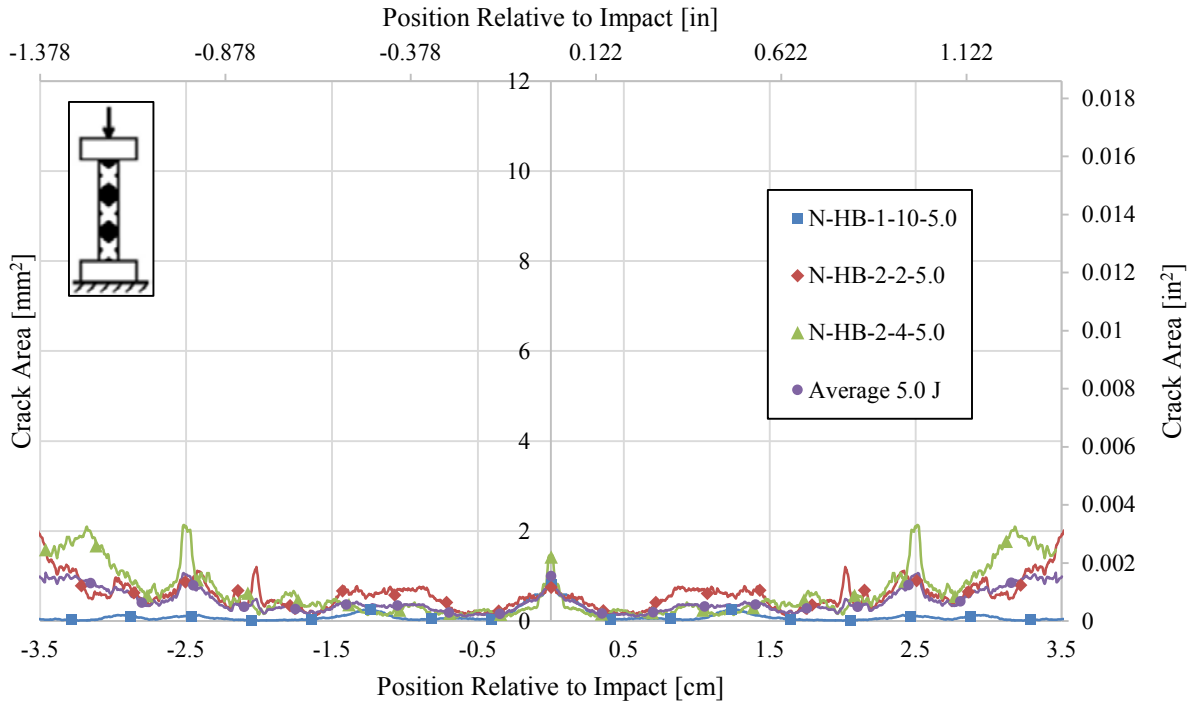 Position Relative to Impact [in]
-1.378 -0.878 -0.378 0.122 0.622 1.122
12
10
8
6
4
2
0
Crack Area [mm²]
0.018
0.016
0.014
0.012
0.01
0.008
0.006
0.004
0.002
0
Crack Area [in²]
N-HB-1-10-5.0
N-HB-2-2-5.0
N-HB-2-4-5.0
Average 5.0 J
-3.5 -2.5 -1.5 -0.5 0.5 1.5 2.5 3.5
Position Relative to Impact [cm]